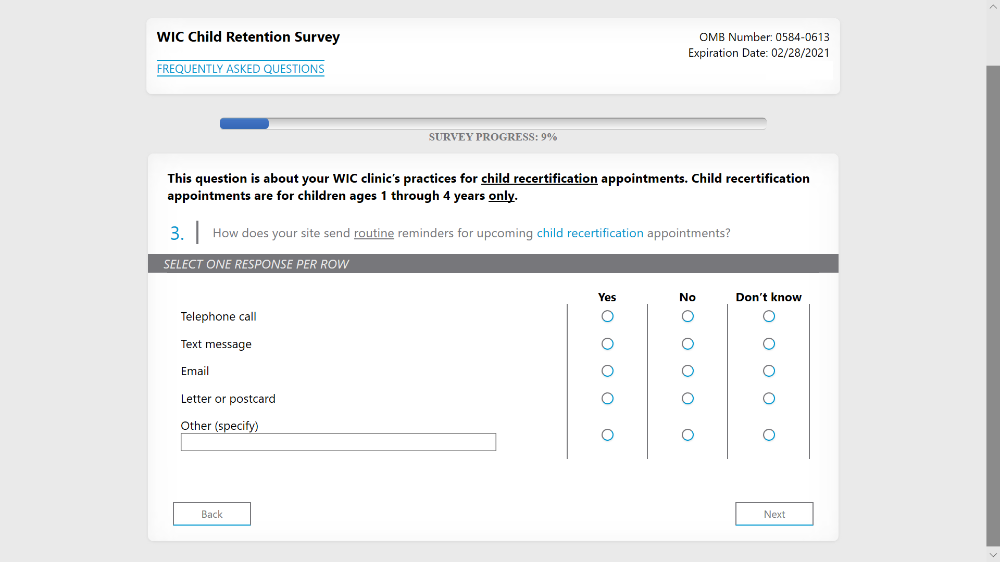 WIC Child Retention Survey
OMB Number: 0584-0613
Expiration Date: 02/28/2021
FREQUENTLY ASKED QUESTIONS
SURVEY PROGRESS: 9%
This question is about your WIC clinic’s practices for child recertification appointments. Child recertification
appointments are for children ages 1 through 4 years only.
3. How does your site send routine reminders for upcoming child recertification appointments?
SELECT ONE RESPONSE PER ROW
Yes No Don’t know
Telephone call
Text message
Email
Letter or postcard
Other (specify)
Back Next